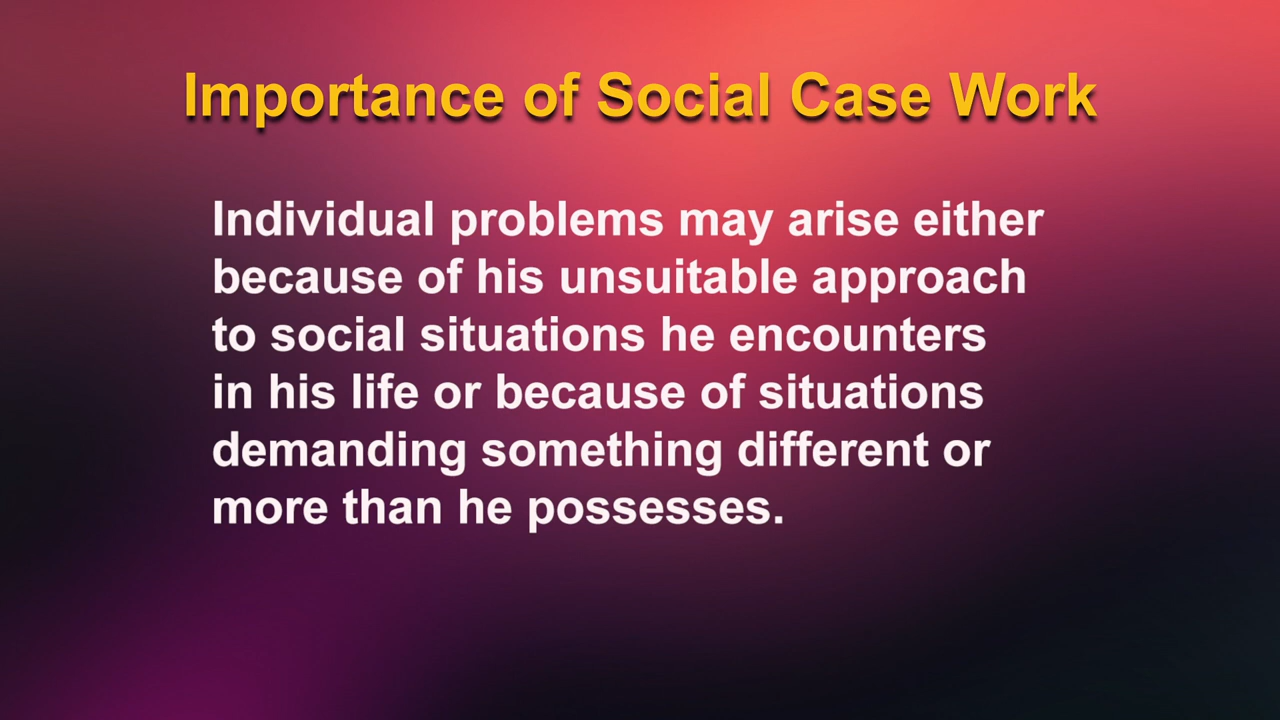 Importance of Social Case Work
Individual problems may arise either
because of his unsuitable approach
to social situations he encounters
in his life or because of situations
demanding something different or
more than he possesses.